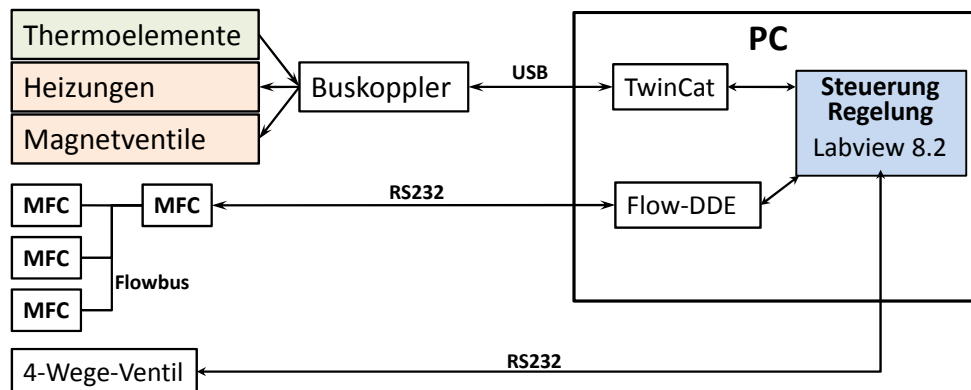 Thermoelemente
Heizungen
Magnetventile
Buskoppler
USB
PC
TwinCat
Steuerung
Regelung
Labview 8.2
MFC
MFC
RS232
Flow-DDE
MFC
Flowbus
MFC
4-Wege-Ventil
RS232